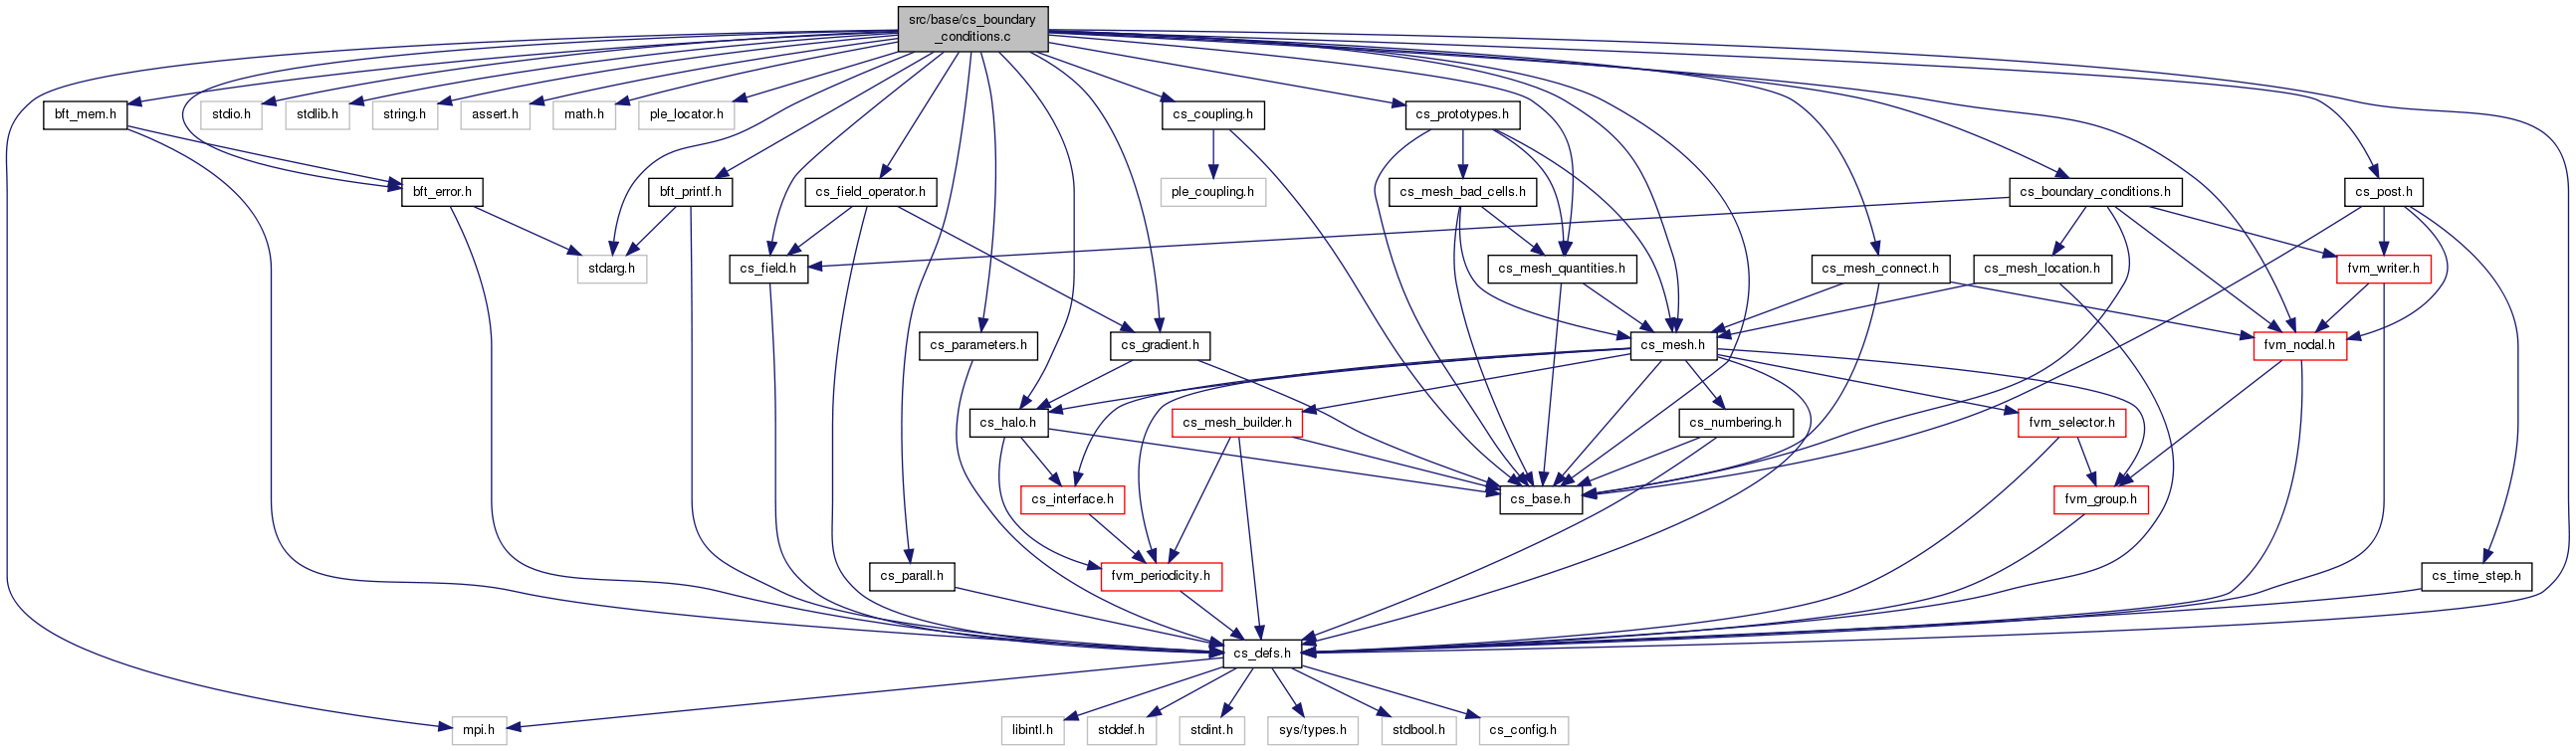 src/base/cs_boundary
_conditions.c
bft_mem.h
stdio.h
stdlib.h
string.h
assert.h
math.h
ple_locator.h
cs_coupling.h
cs_prototypes.h
bft_error.h
bft_printf.h
cs_field_operator.h
ple_coupling.h
cs_mesh_bad_cells.h
cs_boundary_conditions.h
cs_post.h
stdarg.h
cs_field.h
cs_mesh_quantities.h
cs_mesh_connect.h
cs_mesh_location.h
fvm_writer.h
cs_parameters.h
cs_gradient.h
cs_mesh.h
fvm_nodal.h
cs_halo.h
cs_mesh_builder.h
cs_numbering.h
fvm_selector.h
cs_interface.h
cs_base.h
fvm_group.h
cs_parall.h
fvm_periodicity.h
cs_time_step.h
cs_defs.h
mpi.h
libintl.h
stddef.h
stdint.h
sys/types.h
stdbool.h
cs_config.h